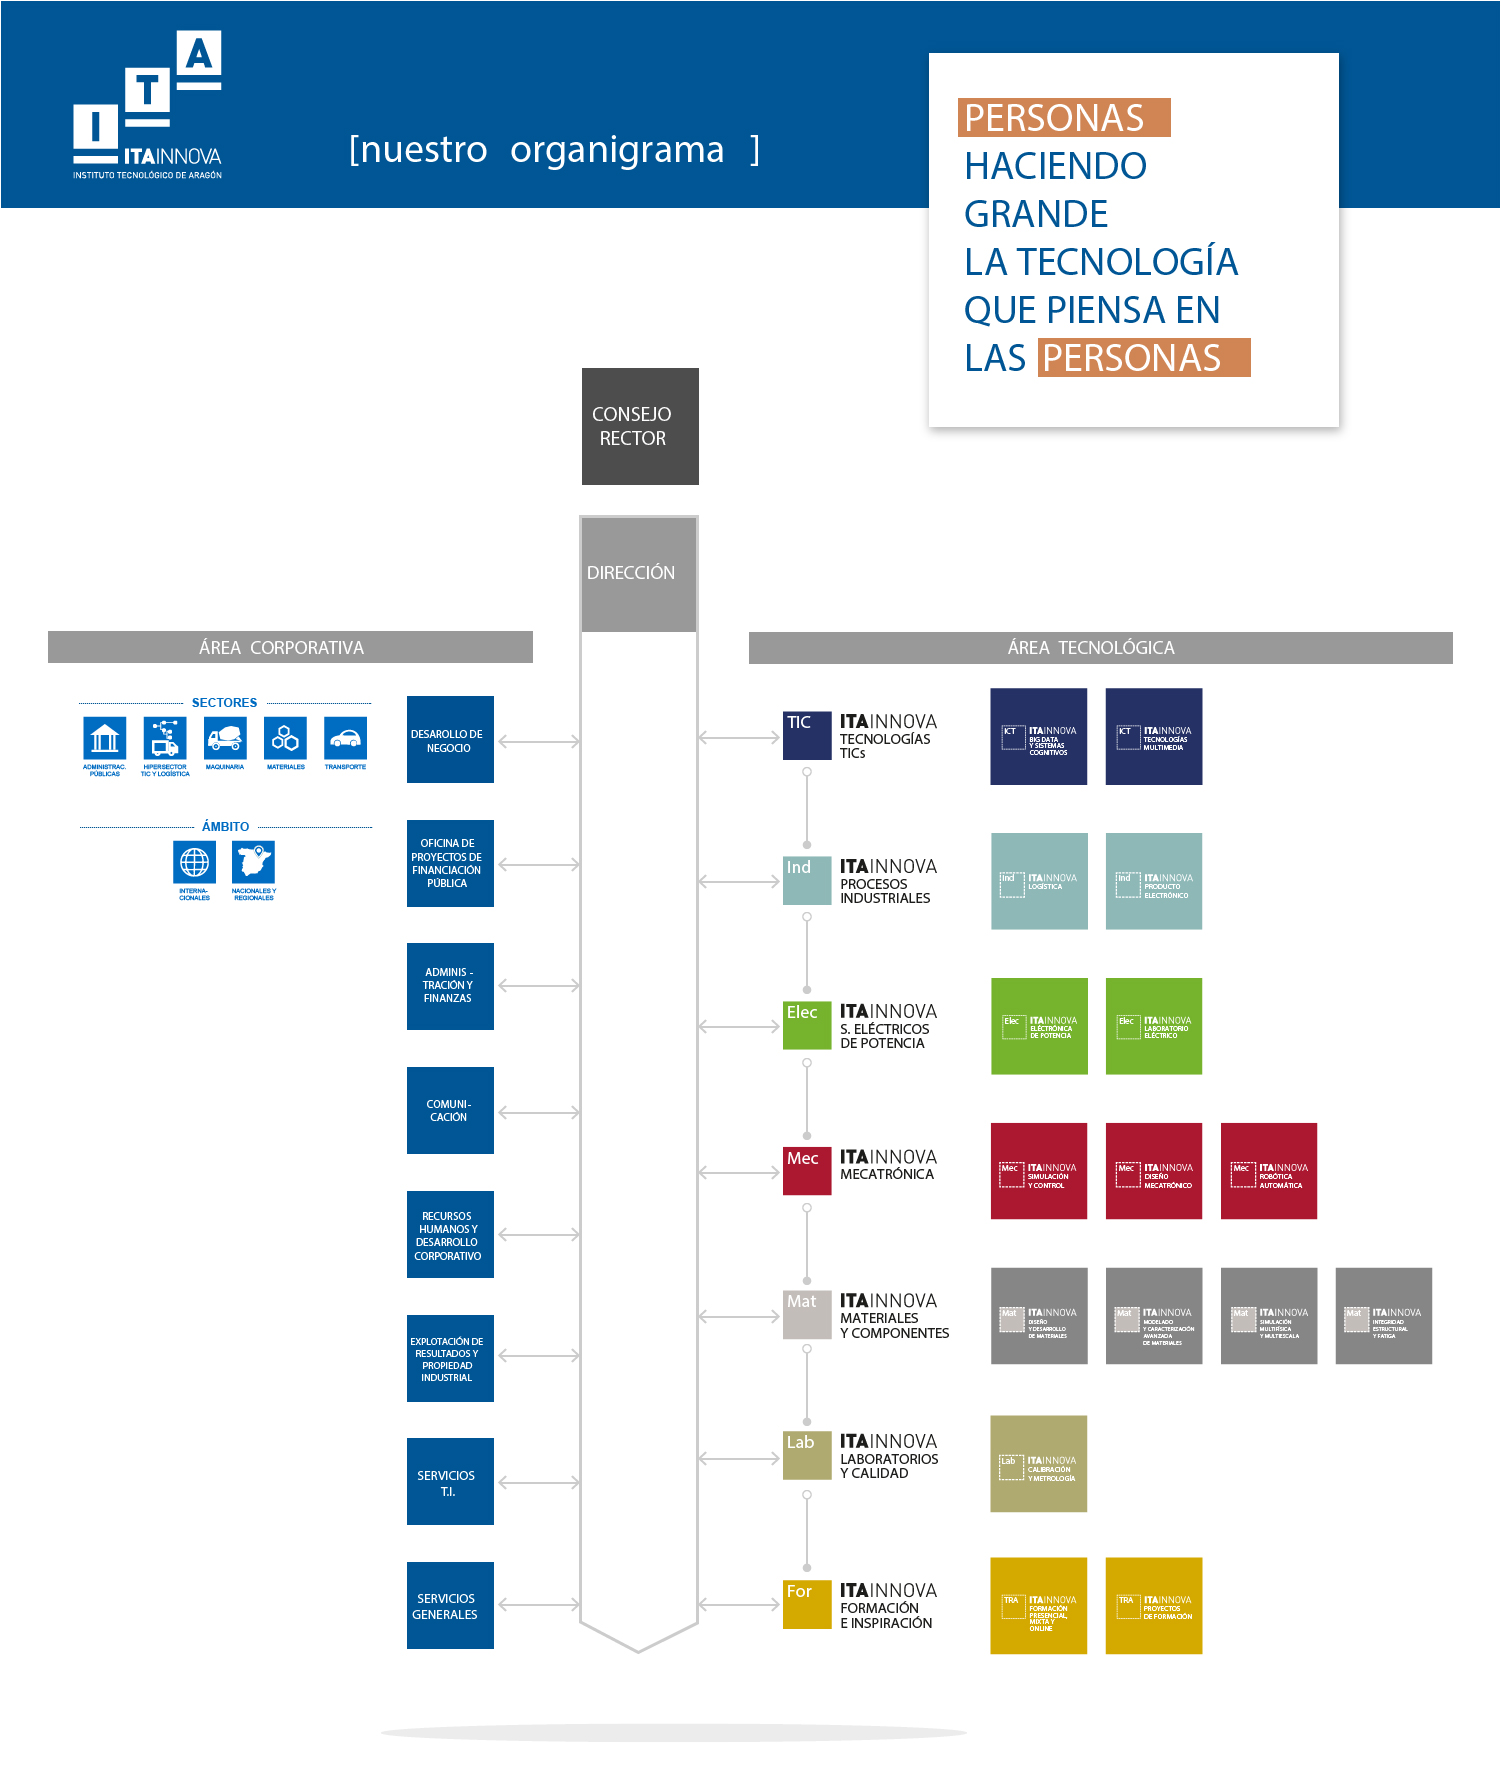 I
T
A
ITAINNOVA
INSTITUTO TECNOLÓGICO DE ARAGÓN
[nuestro organigrama ]
PERSONAS
HACIENDO
GRANDE
LA TECNOLOGÍA
QUE PIENSA EN
LAS PERSONAS
CONSEJO
RECTOR
DIRECCIÓN
ÁREA CORPORATIVA
SECTORES
ADMINISTRAC.
PÚBLICAS
HIPERSECTOR
TIC Y LOGÍSTICA
MAQUINARIA
MATERIALES
TRANSPORTE
ÁMBITO
INTERNA-
CIONALES
NACIONALES Y
REGIONALES
DESAROLLO DE
NEGOCIO
OFICINA DE
PROYECTOS DE
FINANCIACIÓN
PÚBLICA
ADMINIS -
TRACIÓN Y
FINANZAS
COMUNI-
CACIÓN
RECURSOS
HUMANOS Y
DESARROLLO
CORPORATIVO
EXPLOTACIÓN DE
RESULTADOS Y
PROPIEDAD
INDUSTRIAL
SERVICIOS
T.I.
SERVICIOS
GENERALES
ÁREA TECNOLÓGICA
TIC
ITAINNOVA
TECNOLOGÍAS
TICs
ICT
ITAINNOVA
BIG DATA
Y SISTEMAS
COGNITIVOS
ICT
ITAINNOVA
TECNOLOGÍAS
MULTIMEDIA
Ind
ITAINNOVA
PROCESOS
INDUSTRIALES
Ind
ITAINNOVA
LOGÍSTICA
Ind
ITAINNOVA
PRODUCTO
ELECTRÓNICO
Elec
ITAINNOVA
S. ELÉCTRICOS
DE POTENCIA
Elec
ITAINNOVA
ELÉCTRÓNICA
DE POTENCIA
Elec
ITAINNOVA
LABORATORIO
ELÉCTRICO
Mec
ITAINNOVA
MECATRÓNICA
Mec
ITAINNOVA
SIMULACIÓN
Y CONTROL
Mec
ITAINNOVA
DISEÑO
MECATRÓNICO
Mec
ITAINNOVA
ROBÓTICA
AUTOMÁTICA
Mat
ITAINNOVA
MATERIALES
Y COMPONENTES
Mat
ITAINNOVA
DISEÑO
Y DESARROLLO
DE MATERIALES
Mat
ITAINNOVA
MODELADO
Y CARACTERIZACIÓN
AVANZADA
DE MATERIALES
Mat
ITAINNOVA
SIMULACIÓN
MULTIFÍSICA
Y MULTIESCALA
Mat
ITAINNOVA
INTEGRIDAD
ESTRUCTURAL
Y FATIGA
Lab
ITAINNOVA
LABORATORIOS
Y CALIDAD
Lab
ITAINNOVA
CALIBRACIÓN
Y METROLOGÍA
For
ITAINNOVA
FORMACIÓN
E INSPIRACIÓN
TRA
ITAINNOVA
FORMACIÓN
PRESENCIAL,
MIXTA Y
ONLINE
TRA
ITAINNOVA
PROYECTOS
DE FORMACIÓN